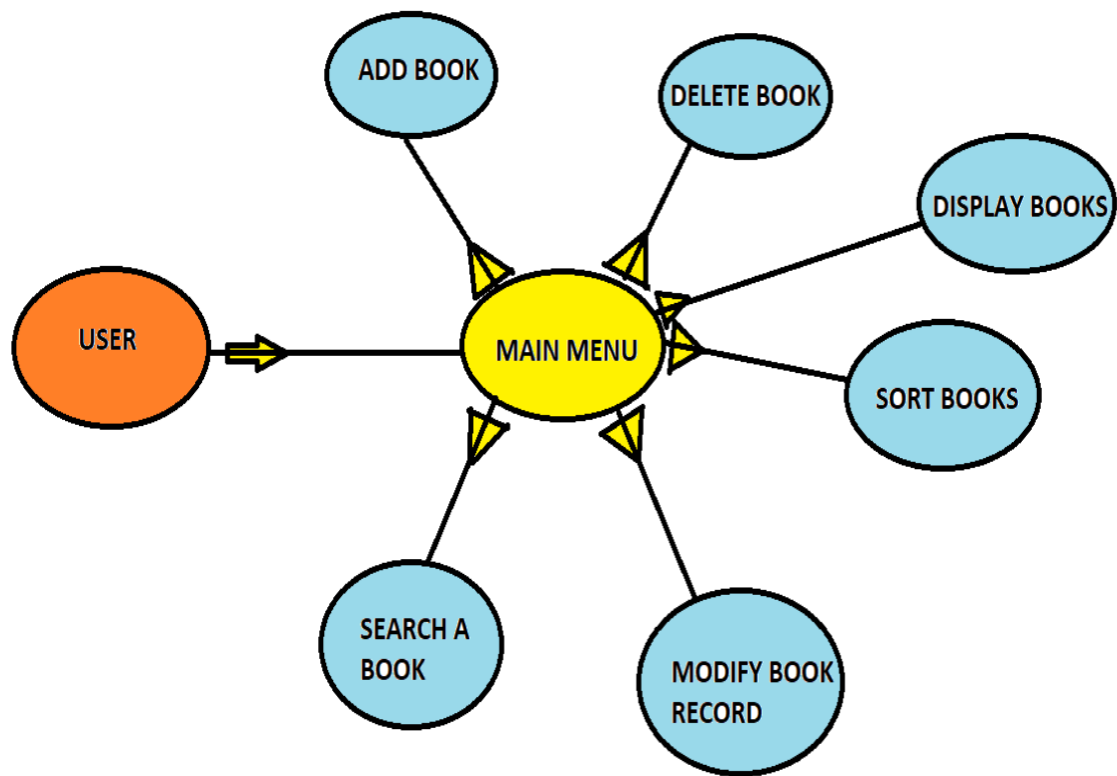 ADD BOOK
DELETE BOOK
DISPLAY BOOKS
USER
MAIN MENU
SORT BOOKS
SEARCH A
BOOK
MODIFY BOOK
RECORD